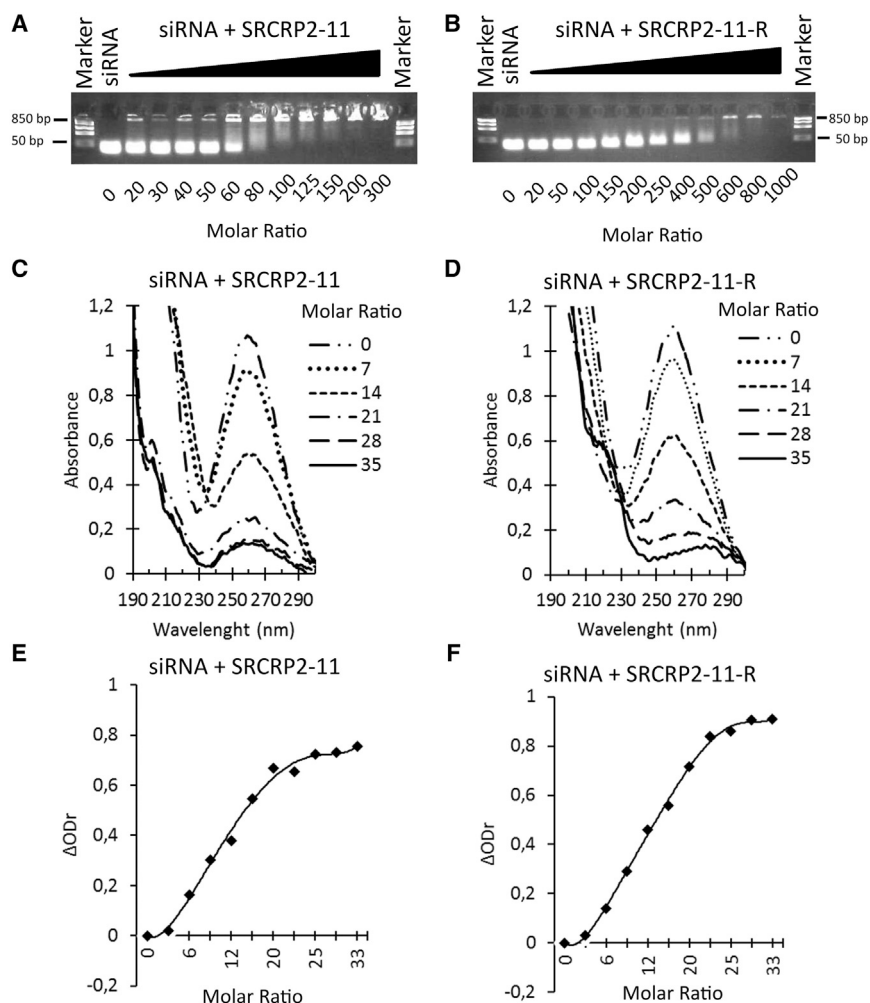 A
siRNA + SRCRP2-11
Marker
siRNA
Marker
850 bp
50 bp
0 20 30 40 50 60 80 100 125 150 200 300
Molar Ratio
B
siRNA + SRCRP2-11-R
Marker
siRNA
Marker
850 bp
50 bp
0 20 50 100 150 200 250 400 500 600 800 1000
Molar Ratio
C
siRNA + SRCRP2-11
Molar Ratio
0
7
14
21
28
35
Absorbance
1,2
1
0,8
0,6
0,4
0,2
0
190 210 230 250 270 290
Wavelenght (nm)
D
siRNA + SRCRP2-11-R
Molar Ratio
0
7
14
21
28
35
Absorbance
1,2
1
0,8
0,6
0,4
0,2
0
190 210 230 250 270 290
Wavelenght (nm)
E
siRNA + SRCRP2-11
ΔODr
1
0,8
0,6
0,4
0,2
0
-0,2
0 6 12 20 25 33
Molar Ratio
F
siRNA + SRCRP2-11-R
ΔODr
1
0,8
0,6
0,4
0,2
0
-0,2
0 6 12 20 25 33
Molar Ratio